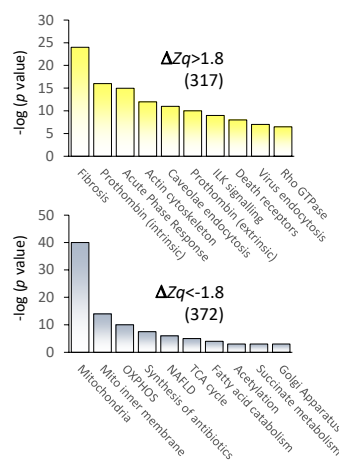 30
25
20
15
10
5
0
-log (p value)
ΔZq>1.8
(317)
Fibrosis
Prothombin (intrinsic)
Acute Phase Response
Actin cytoskeleton
Caveolae endocytosis
Prothombin (extrinsic)
ILK signalling
Death receptors
Virus endocytosis
Rho GTPase
50
40
30
20
10
0
-log (p value)
ΔZq<-1.8
(372)
Mitochondria
Mito inner membrane
OXPHOS
Synthesis of antibiotics
NAFLD
TCA cycle
Fatty acid catabolism
Acetylation
Succinate metabolism
Golgi Apparatus